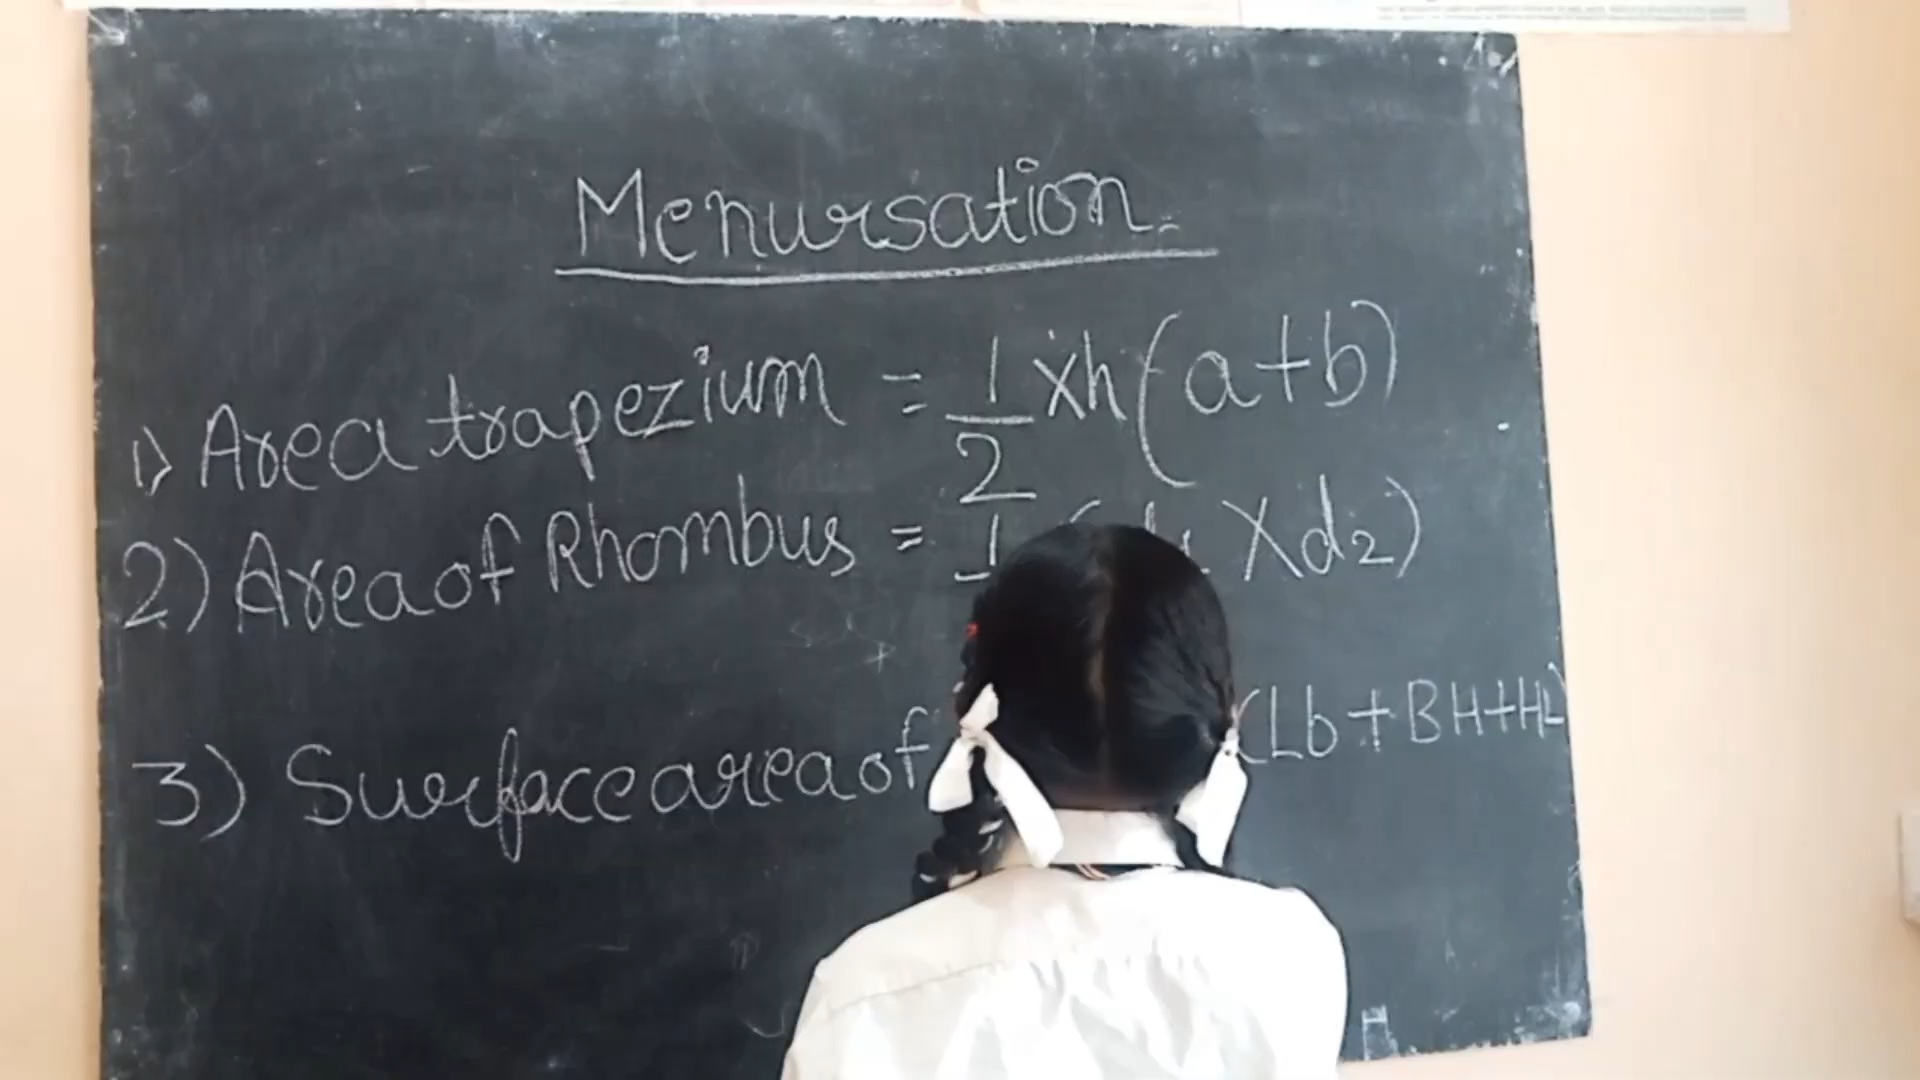 Menursation
1) Area trapezium = 1/2 xh(a+b)
2) Area of Rhombus = 1 ( X d2)
3) Surface area of (Lb+BH+HL